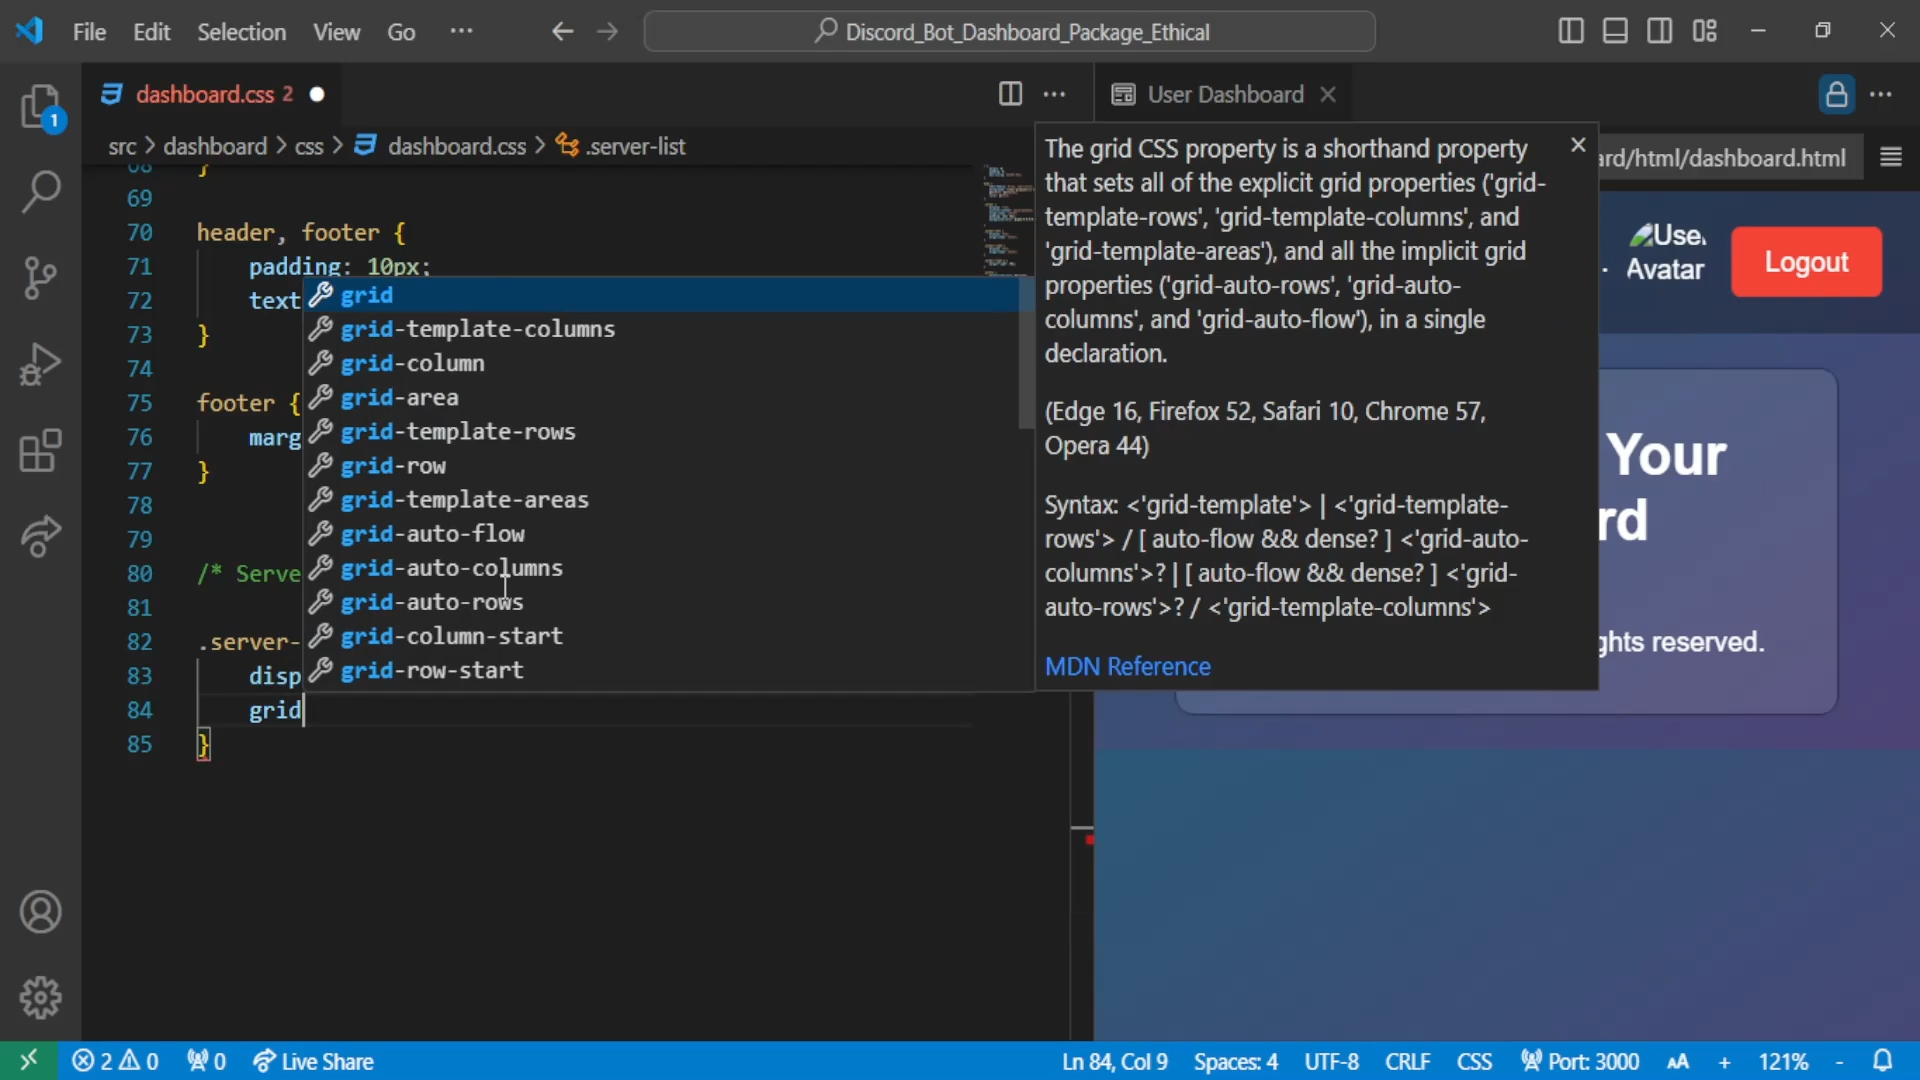 File Edit Selection View Go ···
Discord_Bot_Dashboard_Package_Ethical
1
dashboard.css 2
User Dashboard
src > dashboard > css > dashboard.css > .server-list
ard/html/dashboard.html
68 }
69
70 header, footer {
71 padding: 10px;
72 text
73 }
74
75 footer {
76 marg
77 }
78
79
80 /* Serve
81
82 .server-
83 disp
84 grid
85 }
grid
grid-template-columns
grid-column
grid-area
grid-template-rows
grid-row
grid-template-areas
grid-auto-flow
grid-auto-columns
grid-auto-rows
grid-column-start
grid-row-start
The grid CSS property is a shorthand property
that sets all of the explicit grid properties ('grid-
template-rows', 'grid-template-columns', and
'grid-template-areas'), and all the implicit grid
properties ('grid-auto-rows', 'grid-auto-
columns', and 'grid-auto-flow'), in a single
declaration.
(Edge 16, Firefox 52, Safari 10, Chrome 57,
Opera 44)
Syntax: <'grid-template'> | <'grid-template-
rows'> / [ auto-flow && dense? ] <'grid-auto-
columns'>? | [ auto-flow && dense? ] <'grid-
auto-rows'>? / <'grid-template-columns'>
MDN Reference
Use
Avatar
Logout
Your
rd
ghts reserved.
2 0 0 Live Share
Ln 84, Col 9 Spaces: 4 UTF-8 CRLF CSS Port: 3000 AA + 121% -